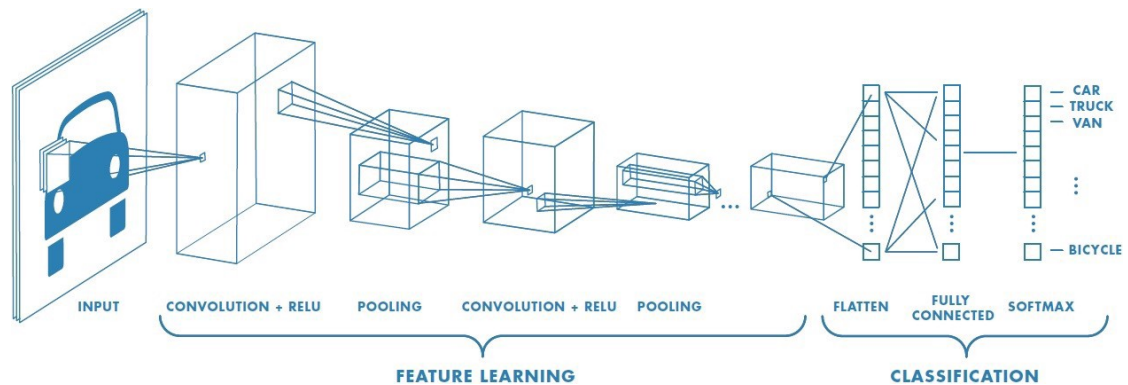 CAR
TRUCK
VAN
BICYCLE
INPUT
CONVOLUTION + RELU
POOLING
CONVOLUTION + RELU
POOLING
FLATTEN
FULLY
CONNECTED
SOFTMAX
FEATURE LEARNING
CLASSIFICATION